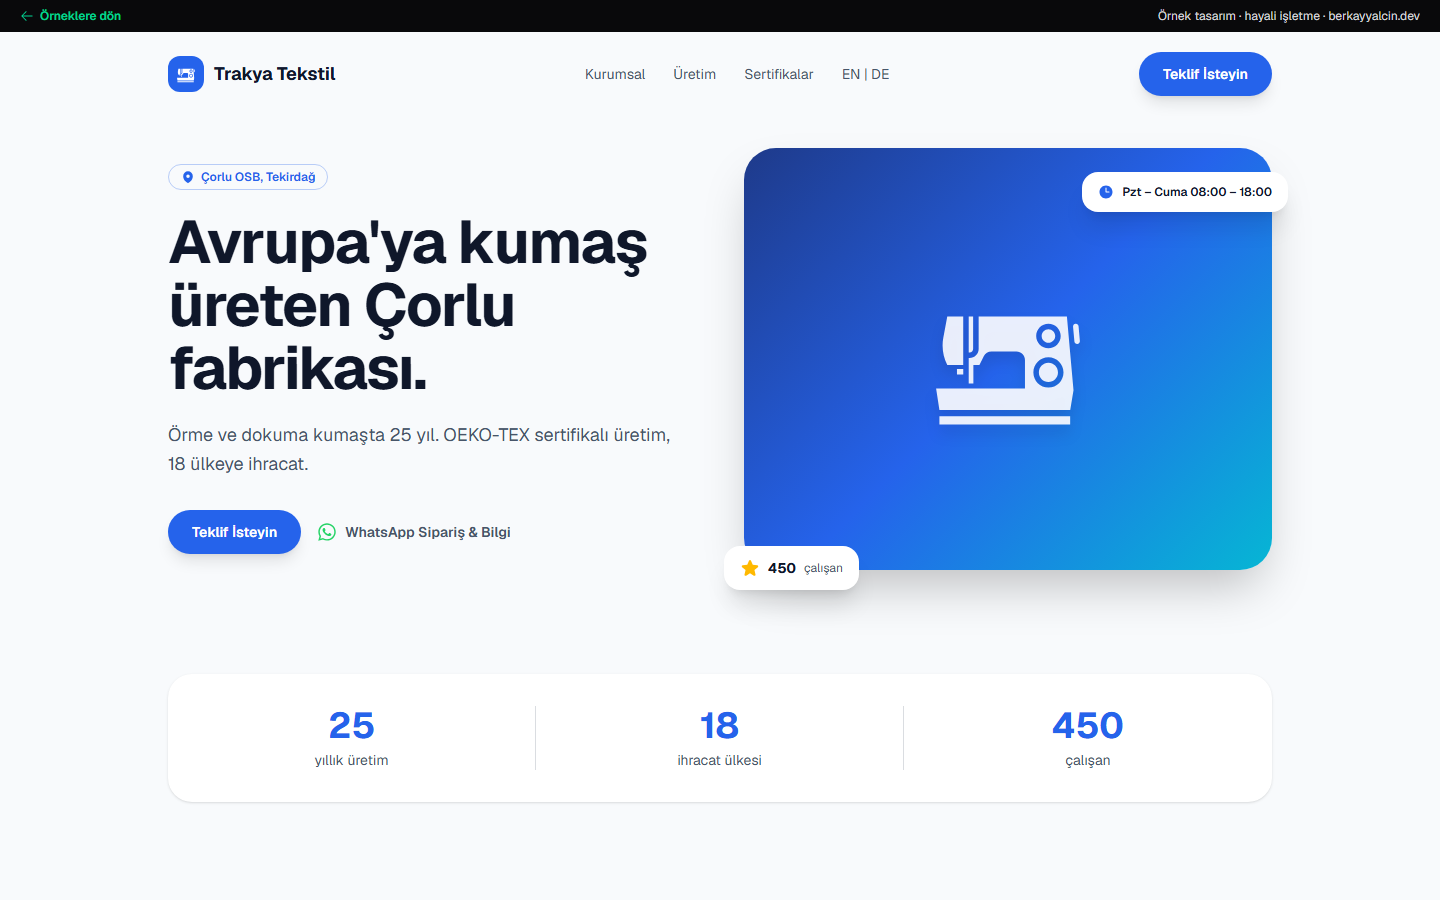 Örneklere dön
Örnek tasarım · hayali işletme · berkayyalcin.dev
Trakya Tekstil
Kurumsal
Üretim
Sertifikalar
EN | DE
Teklif İsteyin
Çorlu OSB, Tekirdağ
Avrupa'ya kumaş
üreten Çorlu
fabrikası.
Örme ve dokuma kumaşta 25 yıl. OEKO-TEX sertifikalı üretim,
18 ülkeye ihracat.
Teklif İsteyin
WhatsApp Sipariş & Bilgi
Pzt – Cuma 08:00 – 18:00
450 çalışan
25
yıllık üretim
18
ihracat ülkesi
450
çalışan